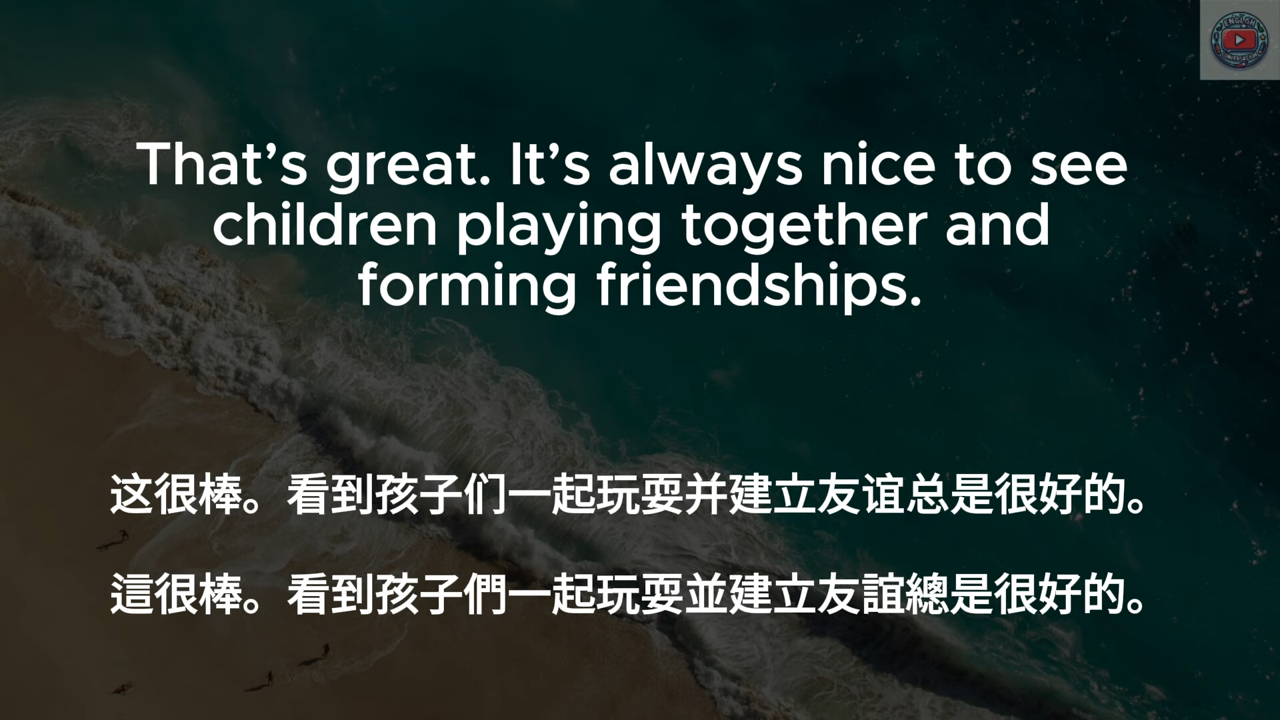 That’s great. It’s always nice to see
children playing together and
forming friendships.
这很棒。看到孩子们一起玩耍并建立友谊总是很好的。
這很棒。看到孩子們一起玩耍並建立友誼總是很好的。